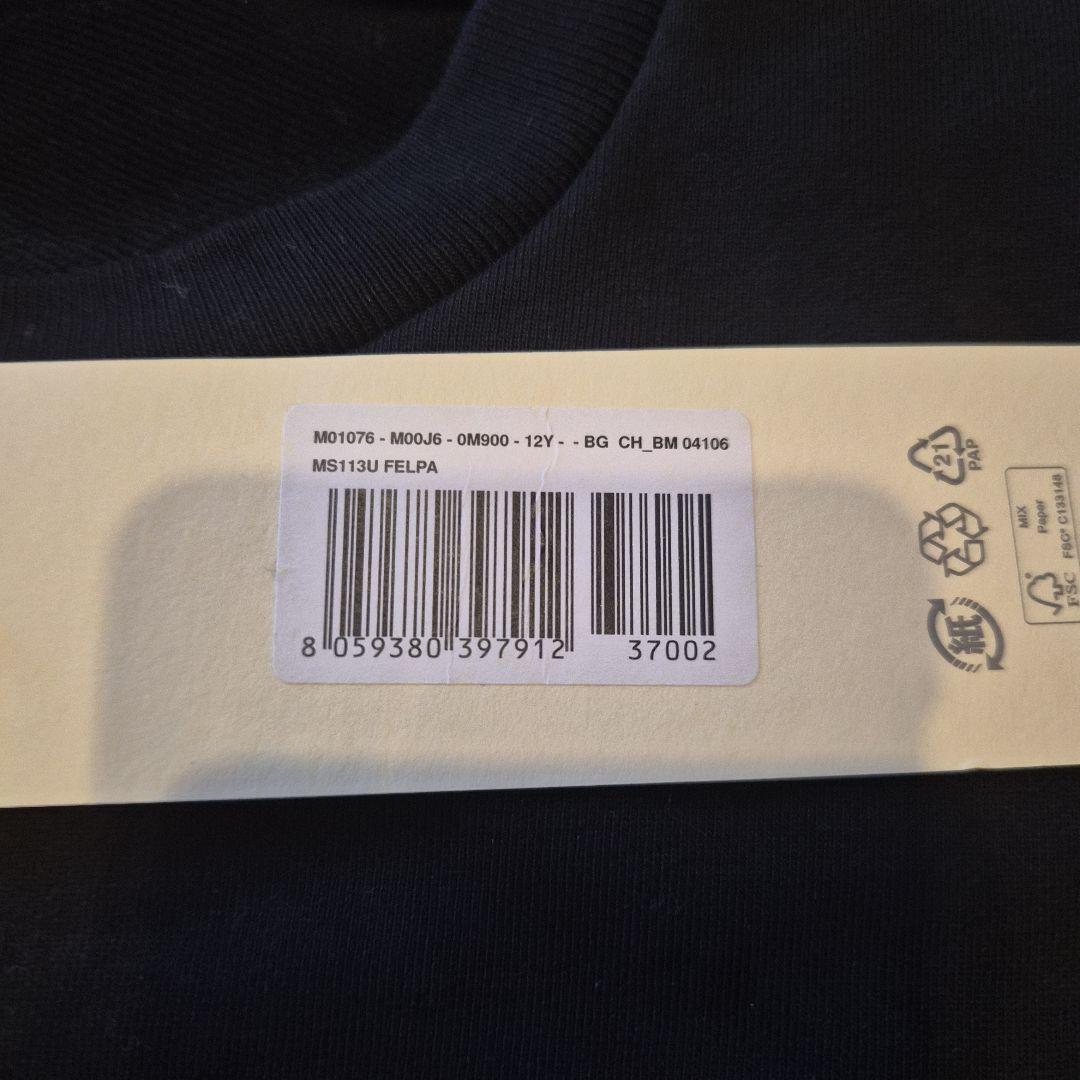 M01076 - M00J6 - 0M900 - 12Y - - BG CH_BM 04106
MS113U FELPA
8 059380 397912 37002
21
PAP
紙
MIX
Paper
FSC® C133148
FSC